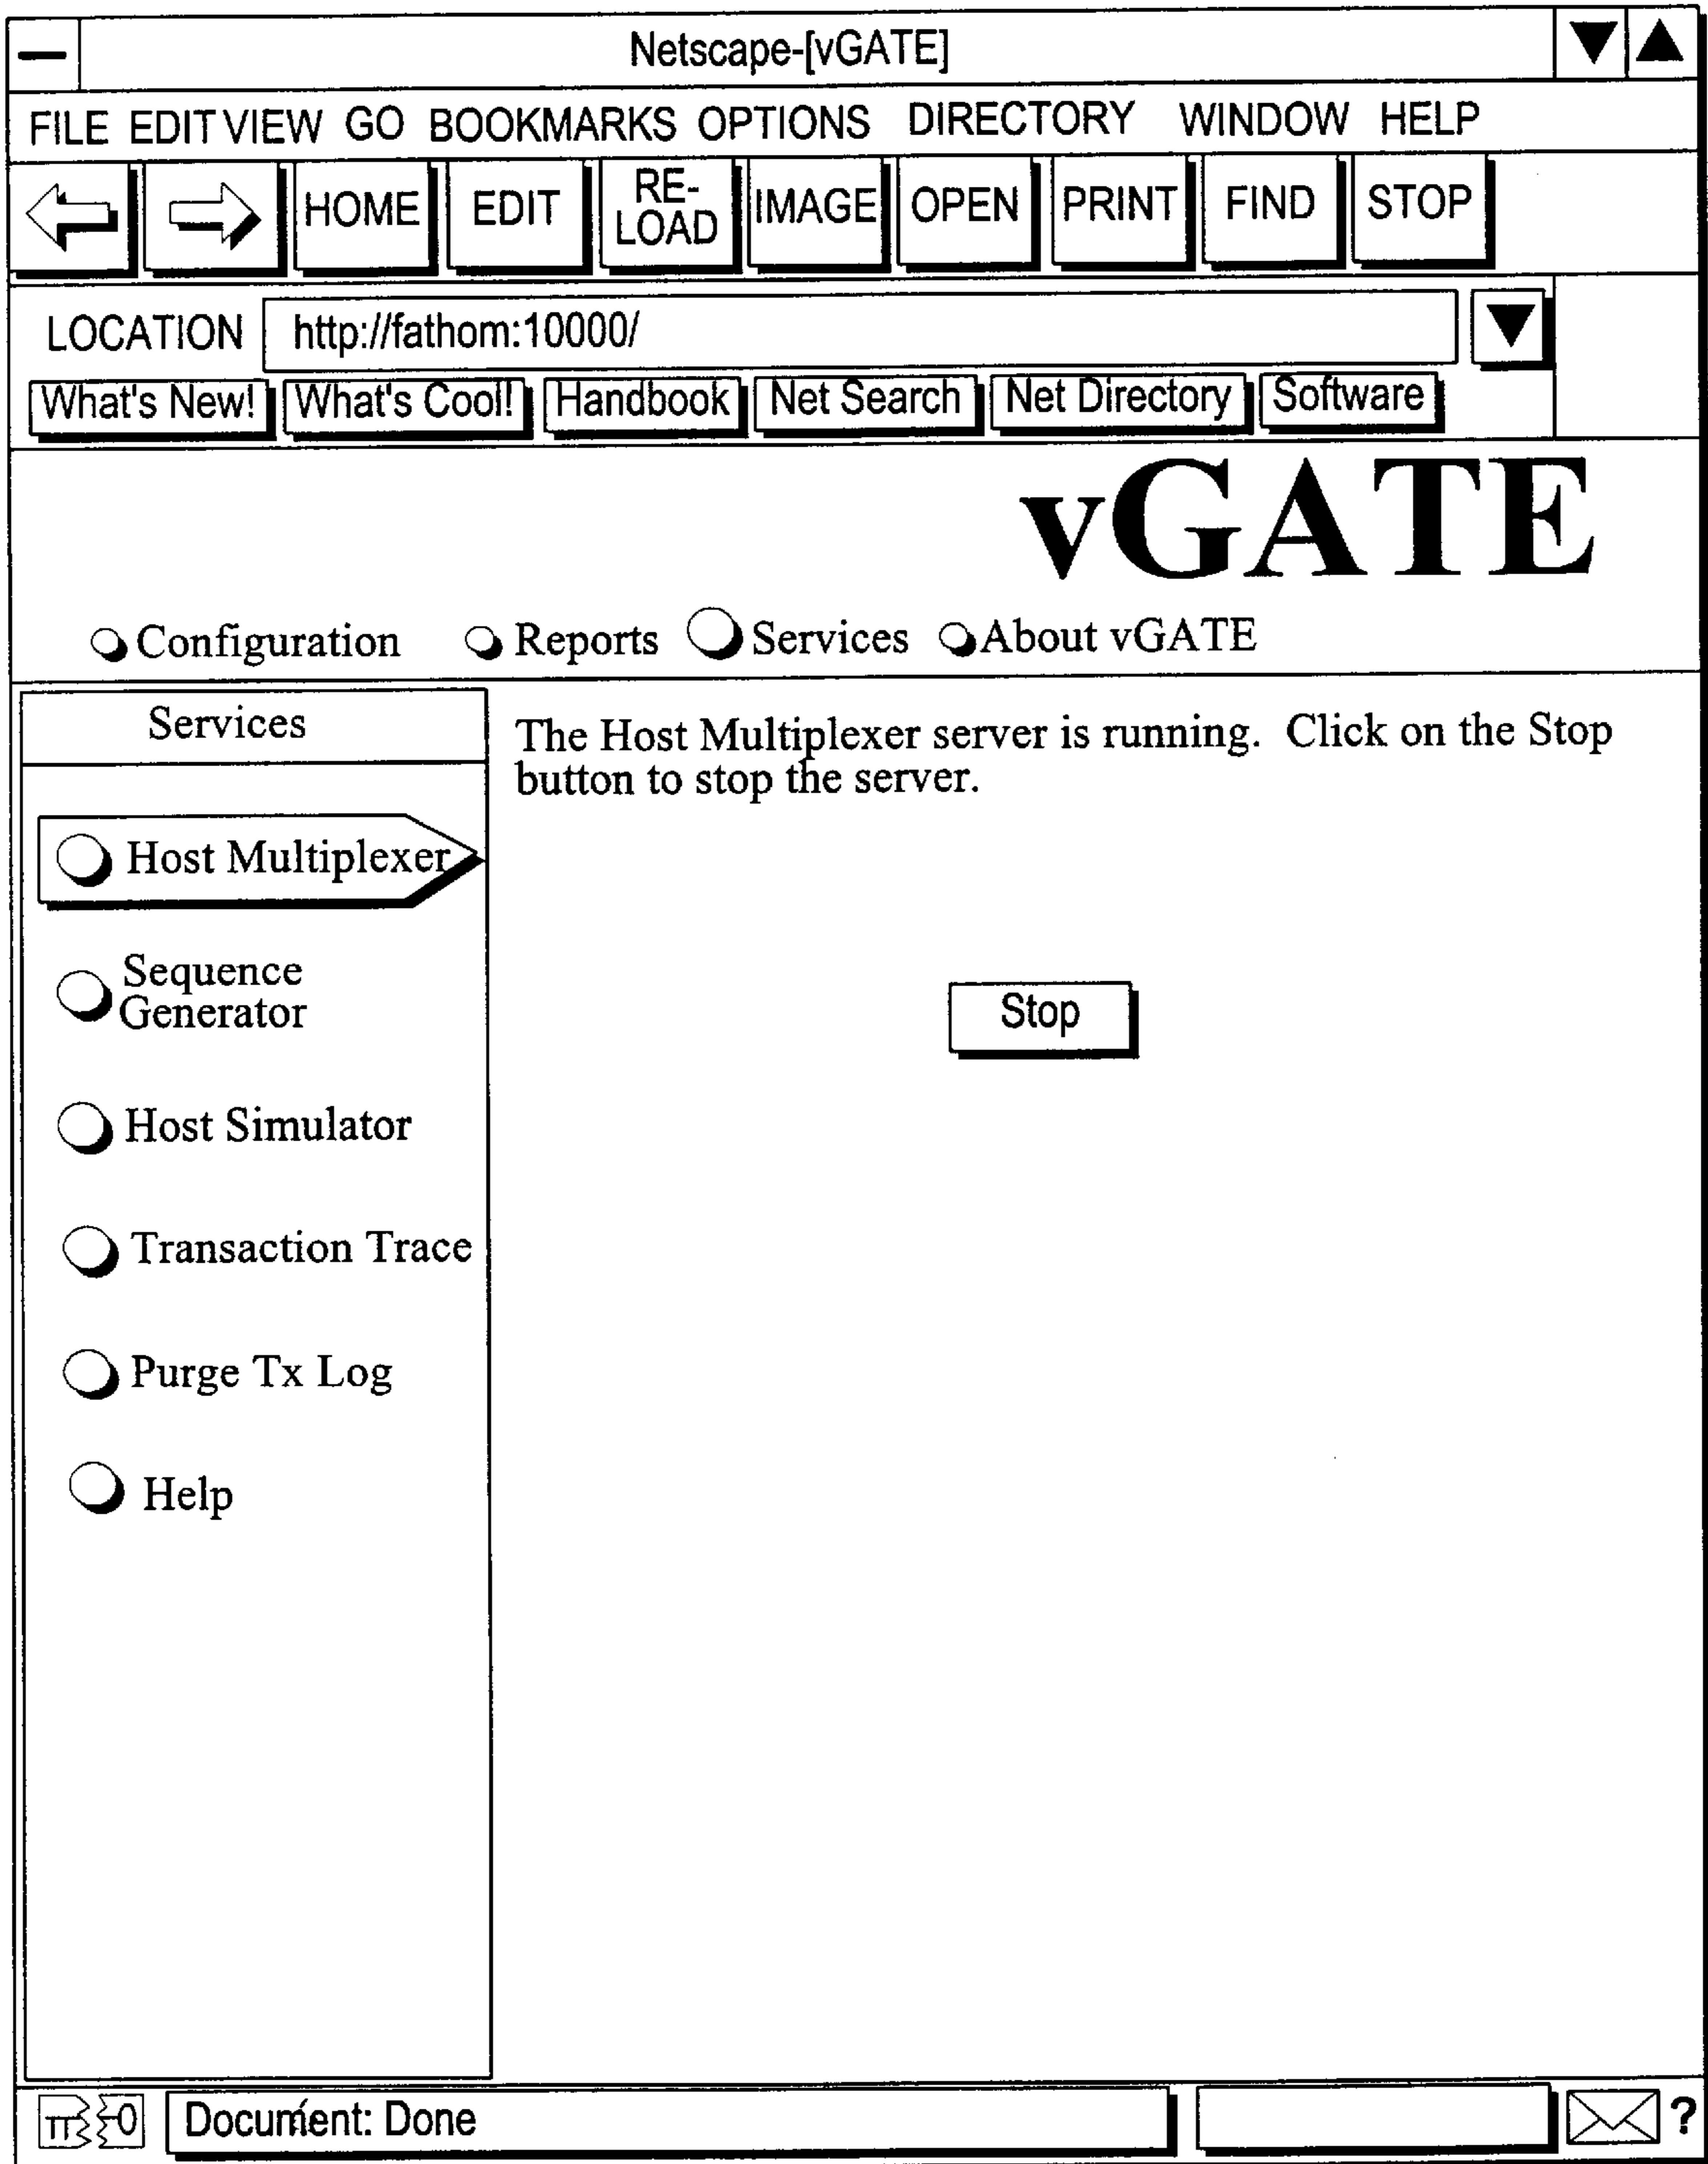 Netscape-[vGATE]
FILE EDIT VIEW GO BOOKMARKS OPTIONS DIRECTORY WINDOW HELP
HOME EDIT RE-
LOAD IMAGE OPEN PRINT FIND STOP
LOCATION http://fathom:10000/
What's New! What's Cool! Handbook Net Search Net Directory Software
vGATE
Configuration Reports Services About vGATE
Services
The Host Multiplexer server is running. Click on the Stop
button to stop the server.
Host Multiplexer
Sequence
Generator
Stop
Host Simulator
Transaction Trace
Purge Tx Log
Help
Document: Done
?